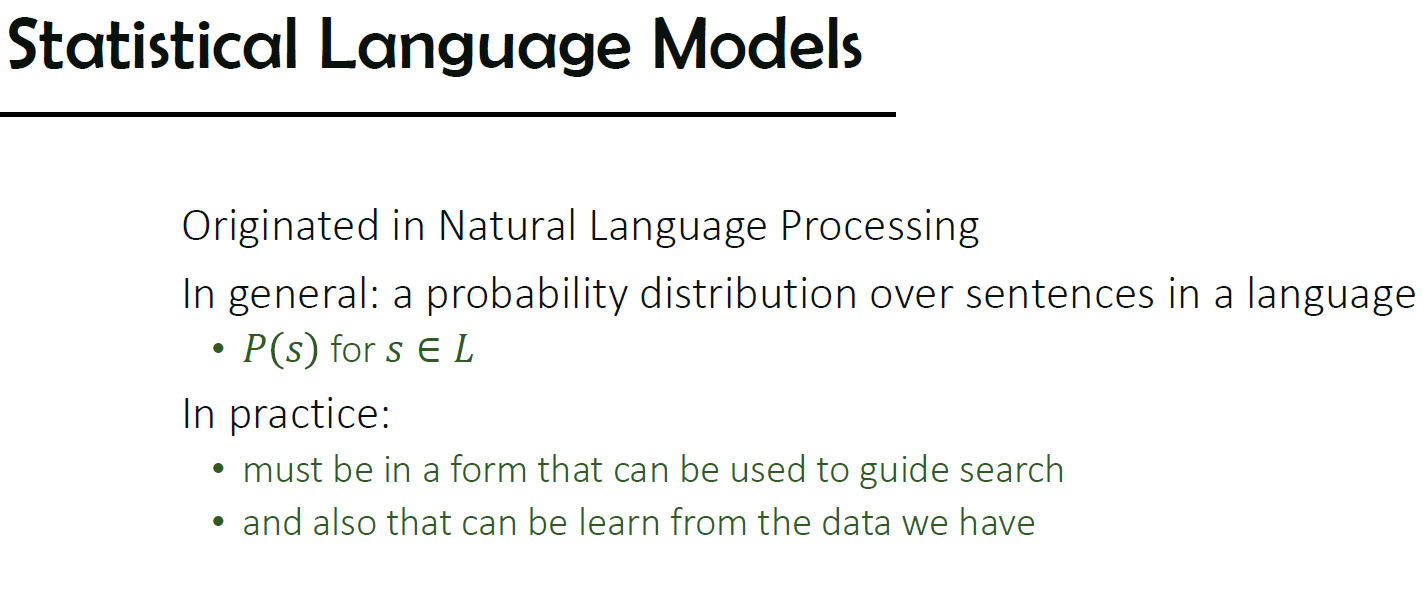 Statistical Language Models
Originated in Natural Language Processing
In general: a probability distribution over sentences in a language
• P(s) for s ∈ L
In practice:
• must be in a form that can be used to guide search
• and also that can be learn from the data we have